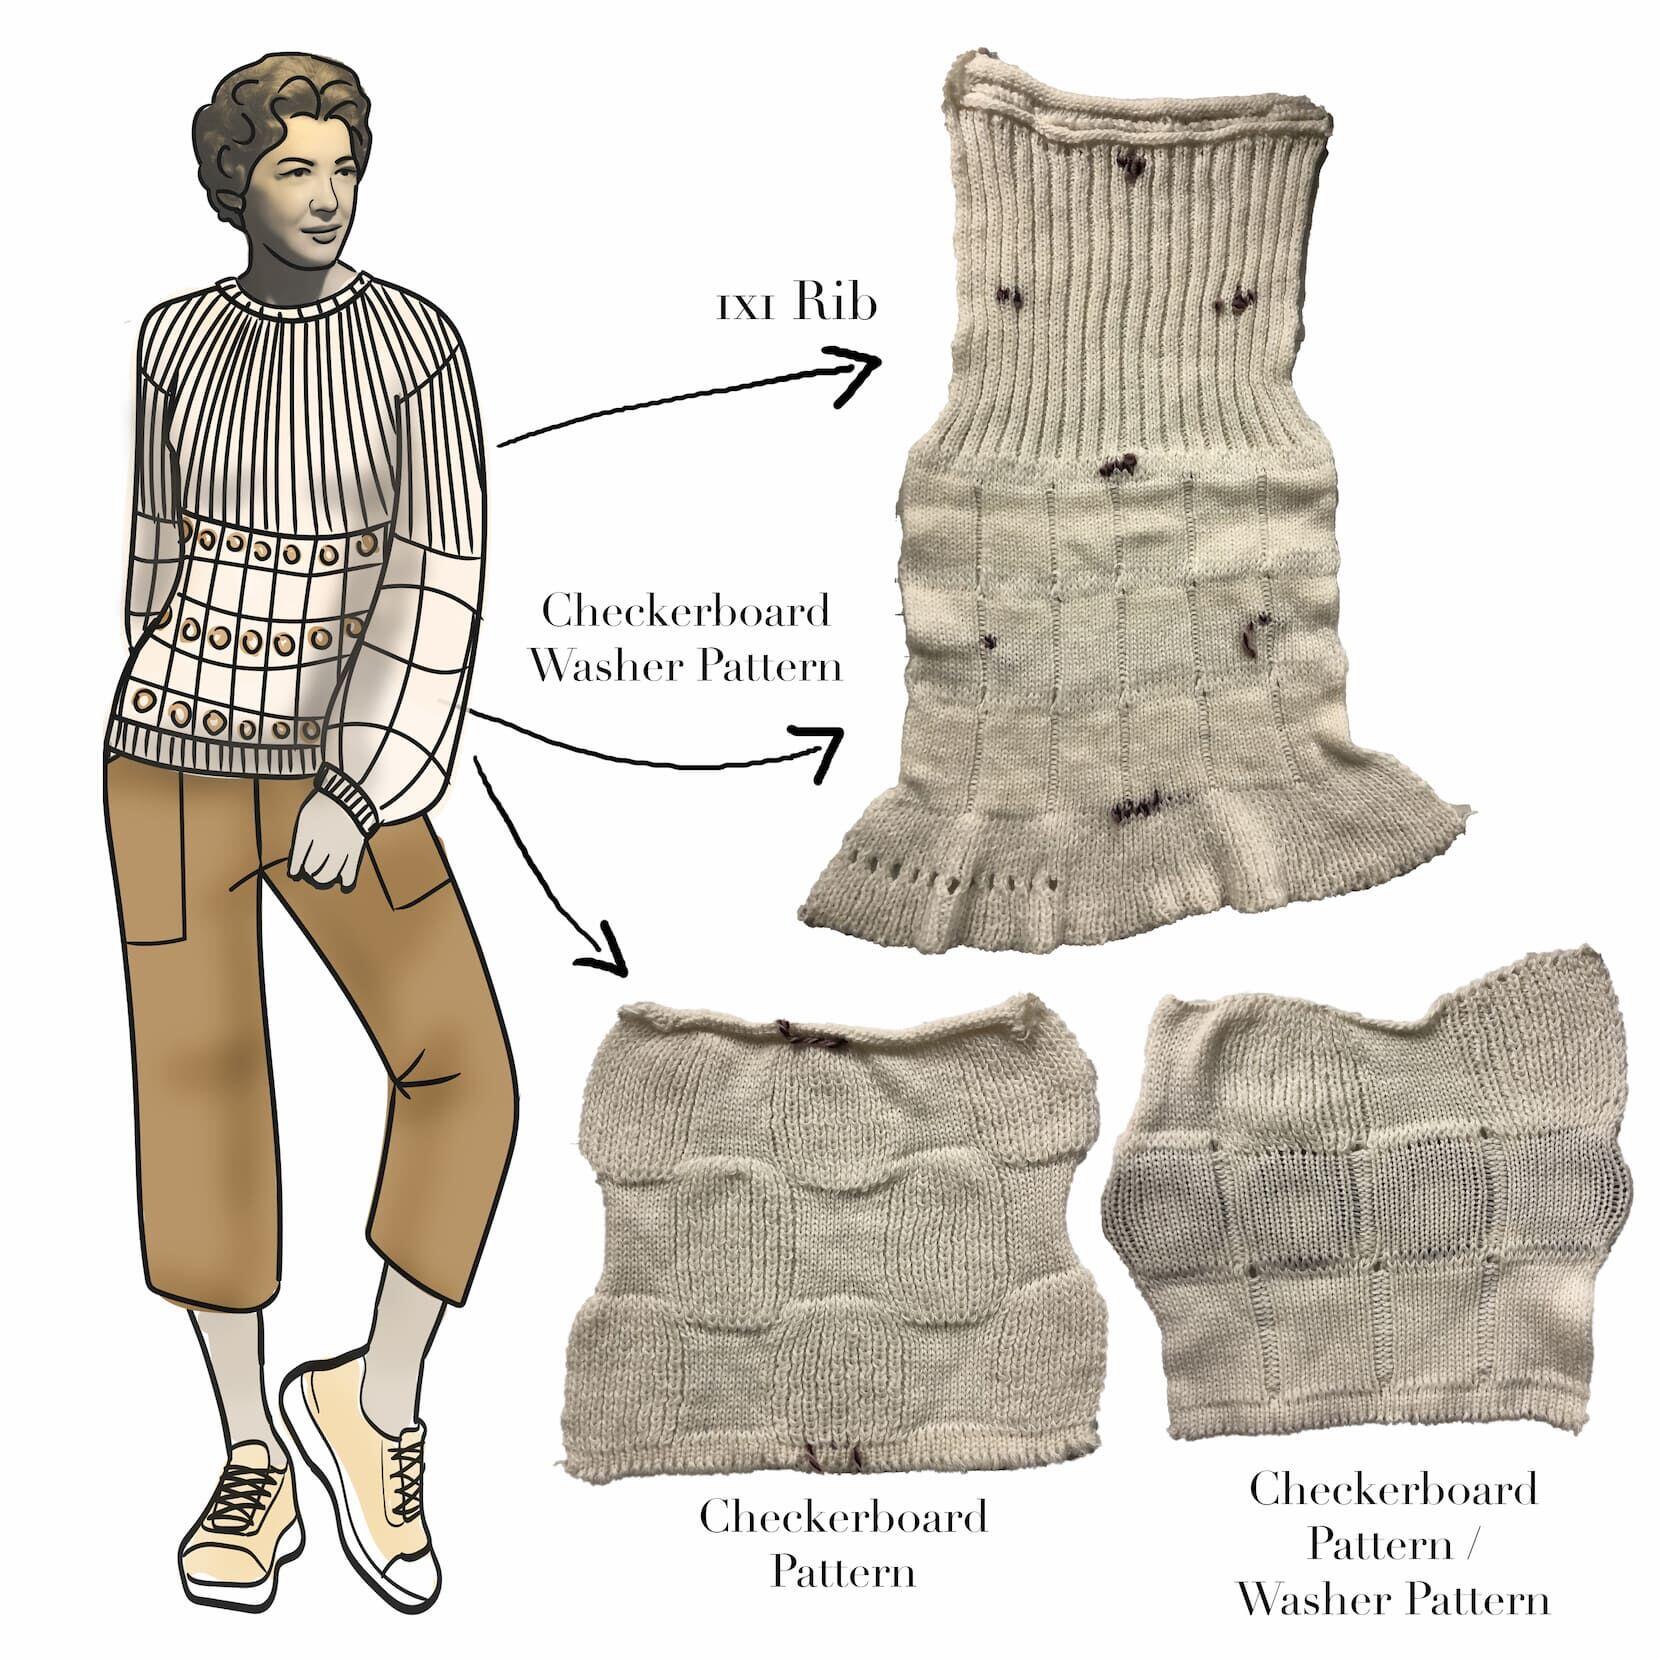 1X1 Rib
Checkerboard
Washer Pattern
Checkerboard
Pattern
Checkerboard
Pattern /
Washer Pattern